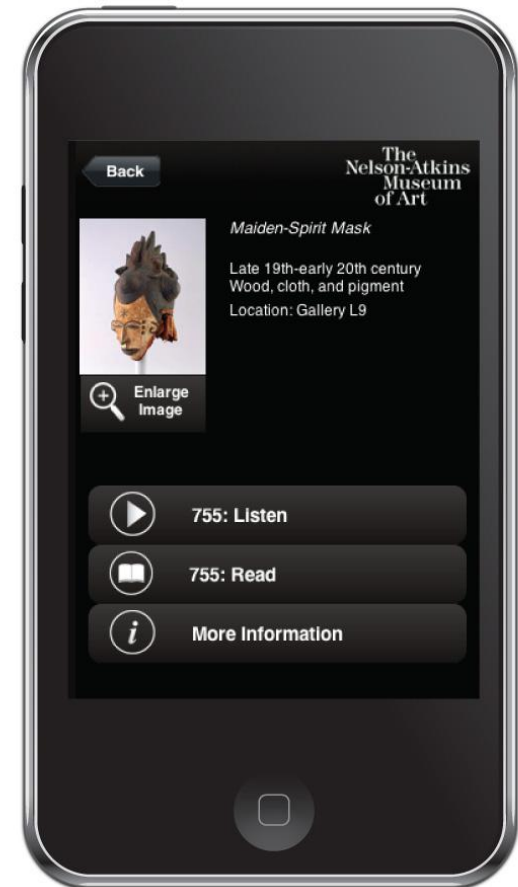 Back
The
Nelson-Atkins
Museum
of Art
Maiden-Spirit Mask
Late 19th-early 20th century
Wood, cloth, and pigment
Location: Gallery L9
Enlarge
Image
755: Listen
755: Read
i More Information